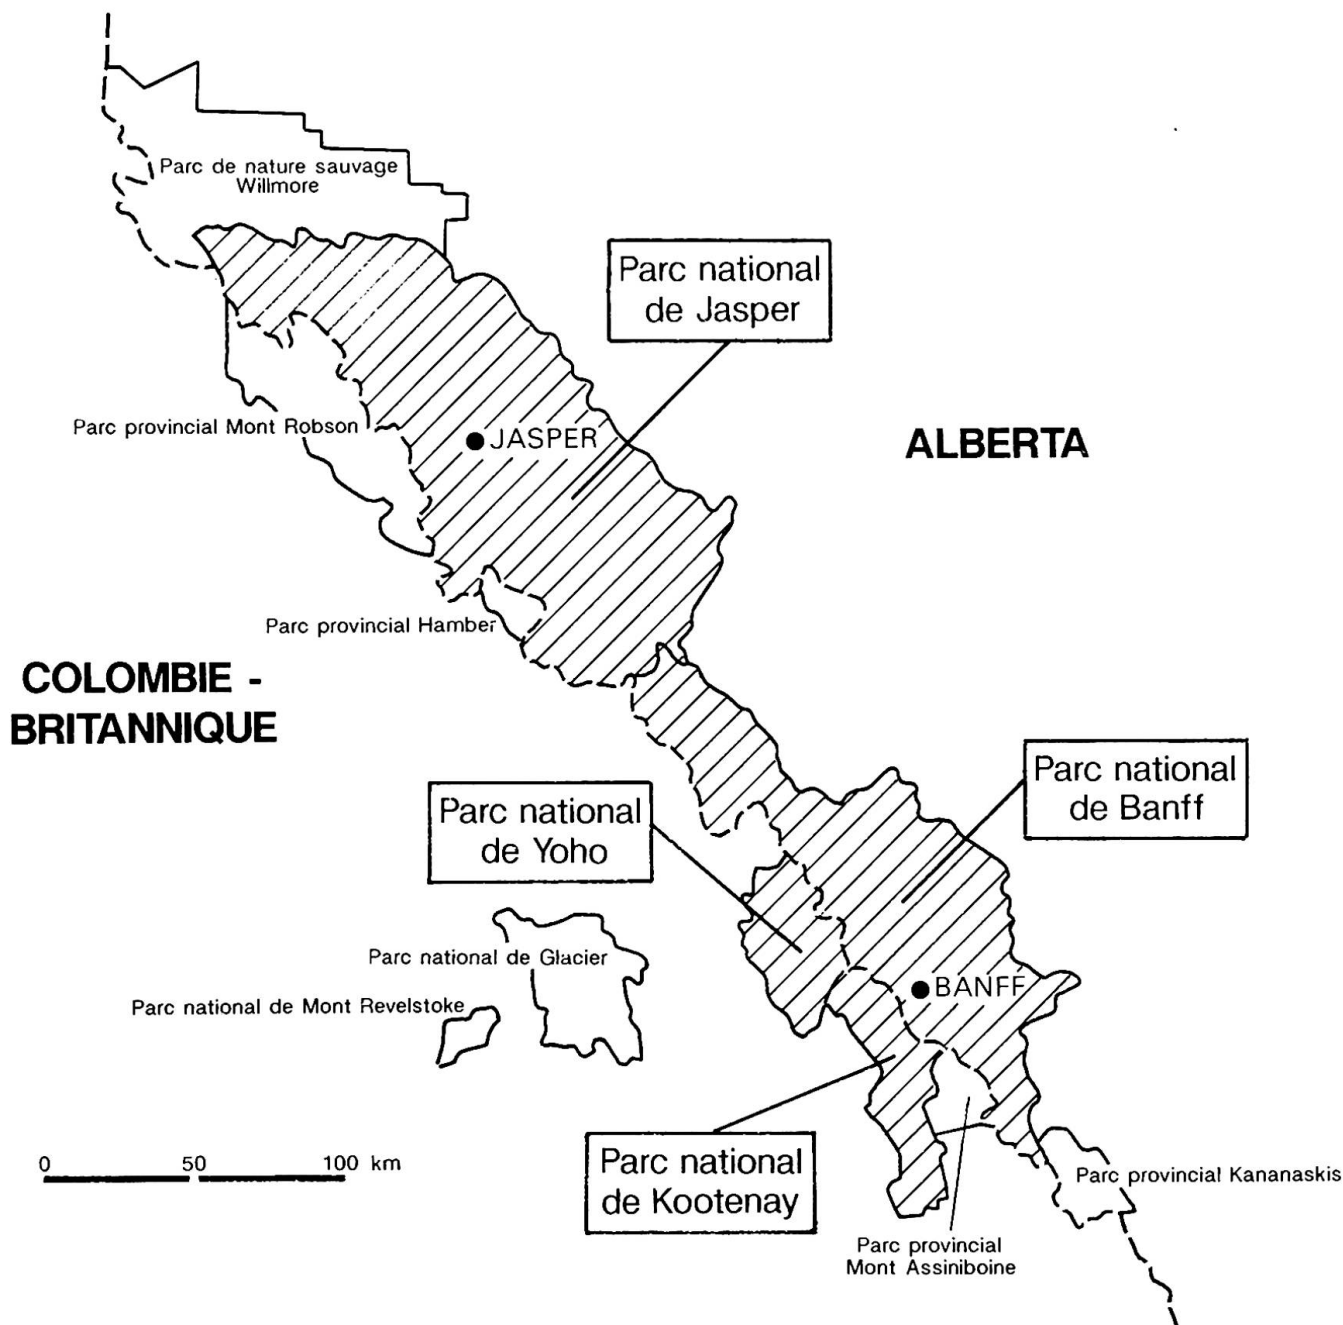 Parc de nature sauvage
Willmore
Parc national
de Jasper
Parc provincial Mont Robson
JASPER
ALBERTA
Parc provincial Hamber
COLOMBIE -
BRITANNIQUE
Parc national
de Banff
Parc national
de Yoho
Parc national de Glacier
BANFF
Parc national de Mont Revelstoke
0 50 100 km
Parc national
de Kootenay
Parc provincial Kananaskis
Parc provincial
Mont Assiniboine